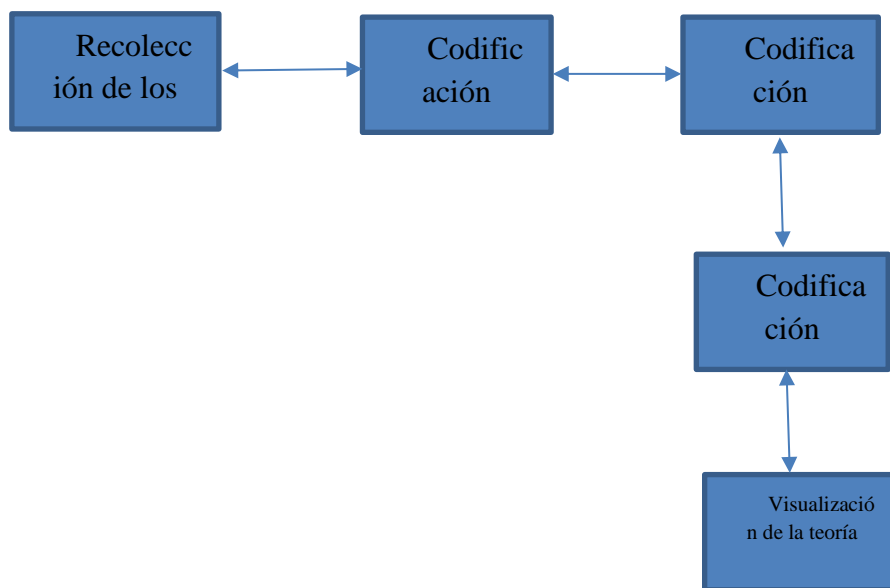 Recolecc
ión de los
Codific
ación
Codifica
ción
Codifica
ción
Visualizació
n de la teoría